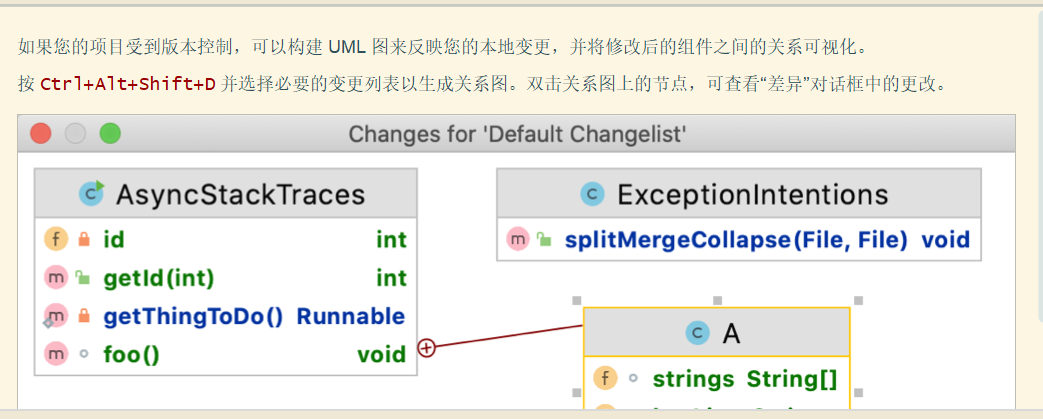 如果您的项目受到版本控制，可以构建 UML 图来反映您的本地变更，并将修改后的组件之间的关系可视化。
按 Ctrl+Alt+Shift+D 并选择必要的变更列表以生成关系图。双击关系图上的节点，可查看“差异”对话框中的更改。
Changes for 'Default Changelist'
C AsyncStackTraces
f id int
m getId(int) int
m getThingToDo() Runnable
m foo() void
C ExceptionIntentions
m splitMergeCollapse(File, File) void
C A
f strings String[]